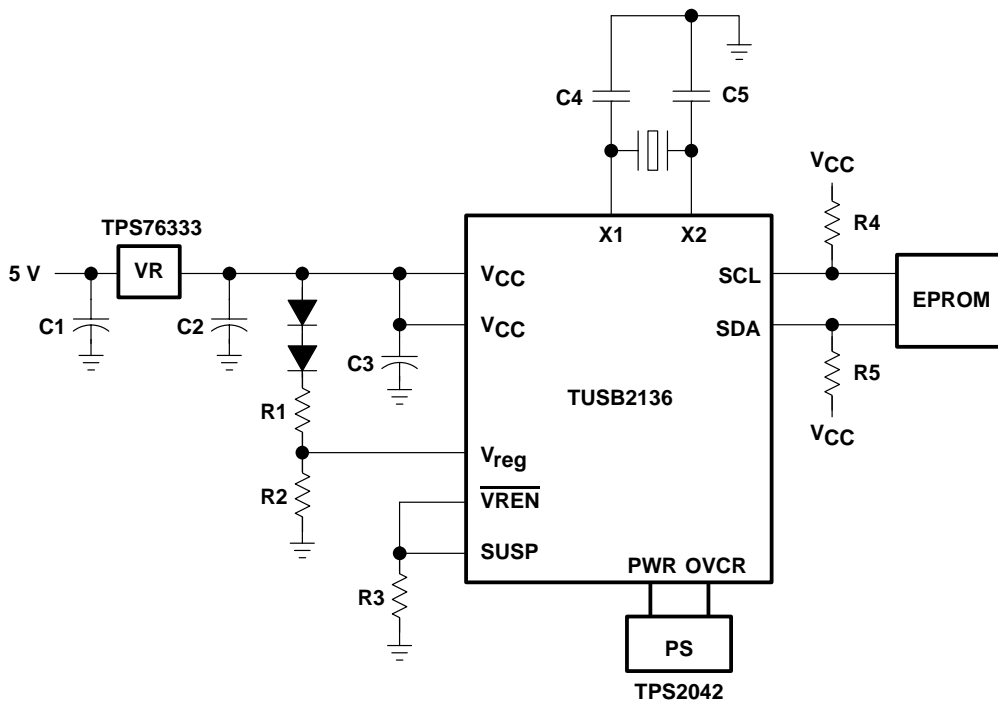 C4
C5
VCC
R4
TPS76333
X1
X2
5 V
VR
VCC
SCL
EPROM
C1
C2
VCC
SDA
C3
R5
R1
TUSB2136
VCC
Vreg
R2
VREN
SUSP
PWR OVCR
R3
PS
TPS2042